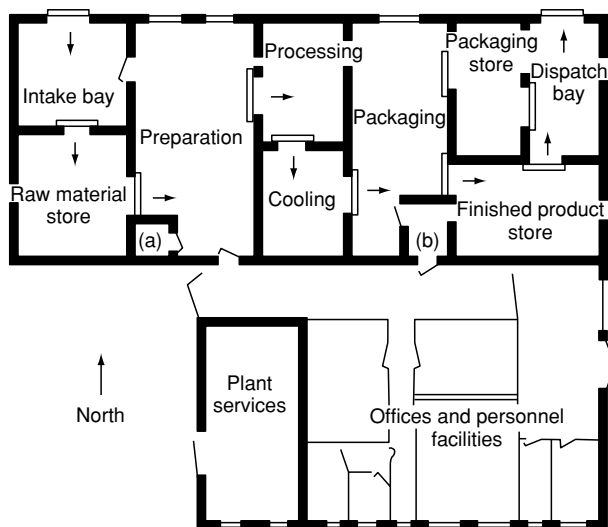 Intake bay
Preparation
Processing
Packaging
Packaging
store
Dispatch
bay
Raw material
store
Cooling
Finished product
store
(a)
(b)
North
Plant
services
Offices and personnel
facilities